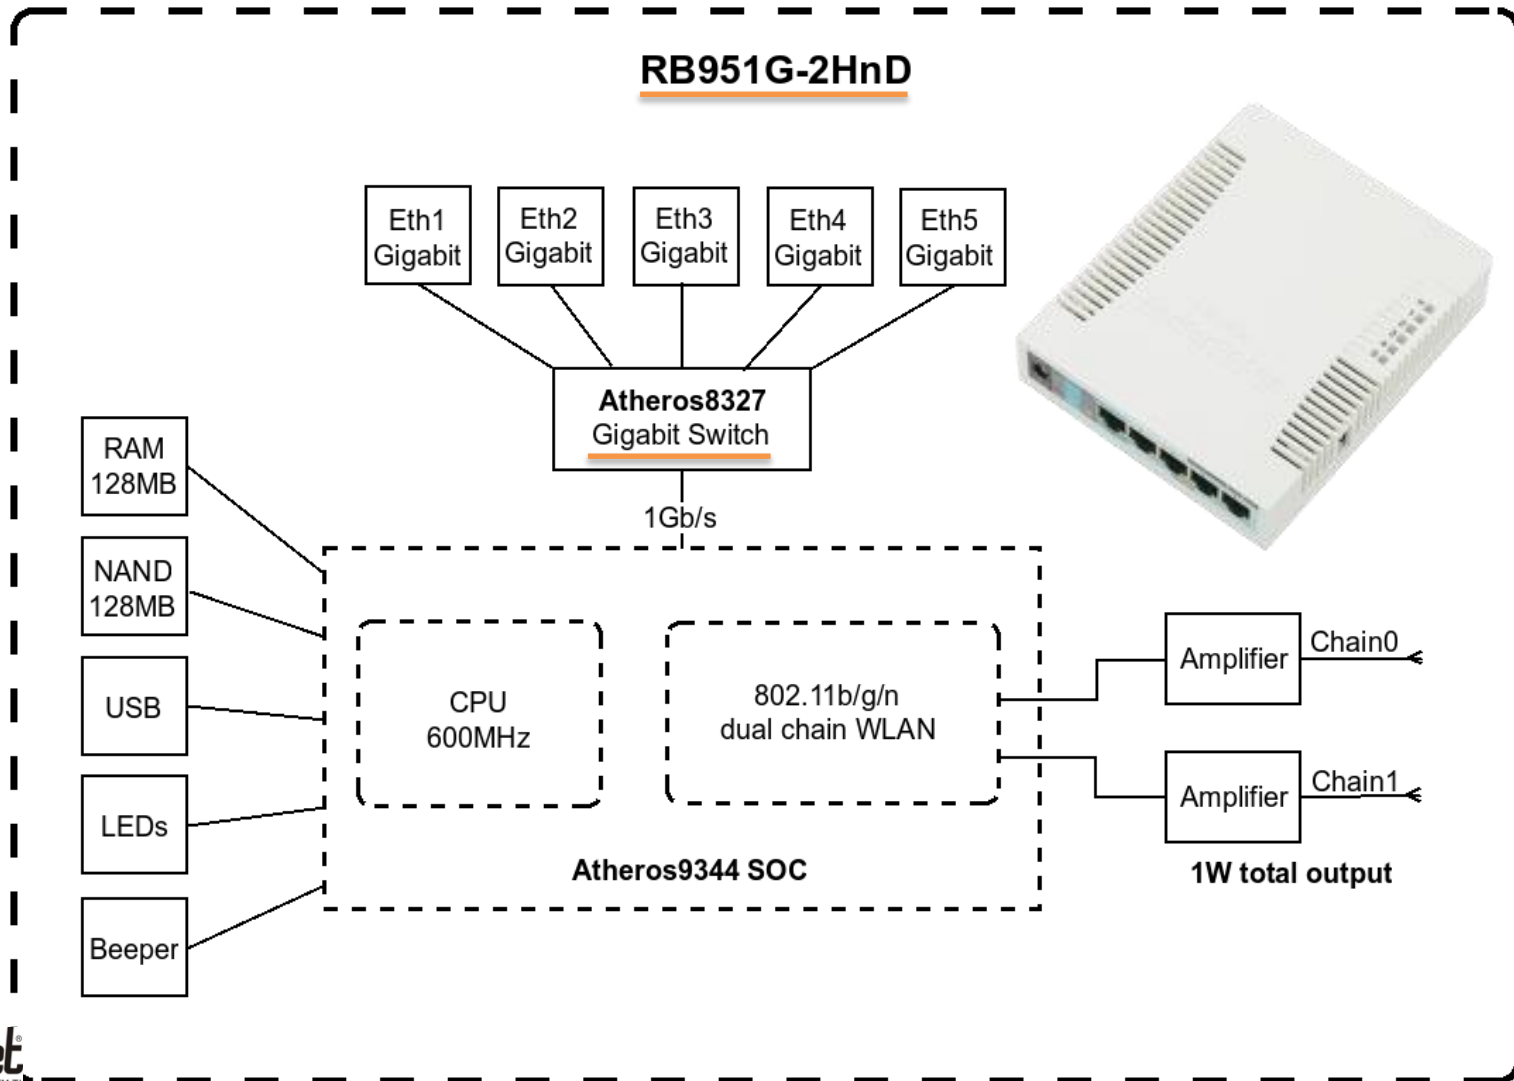 RB951G-2HnD
Eth1
Gigabit
Eth2
Gigabit
Eth3
Gigabit
Eth4
Gigabit
Eth5
Gigabit
Atheros8327
Gigabit Switch
1Gb/s
RAM
128MB
NAND
128MB
USB
LEDs
Beeper
CPU
600MHz
802.11b/g/n
dual chain WLAN
Atheros9344 SOC
Amplifier
Chain0
Amplifier
Chain1
1W total output